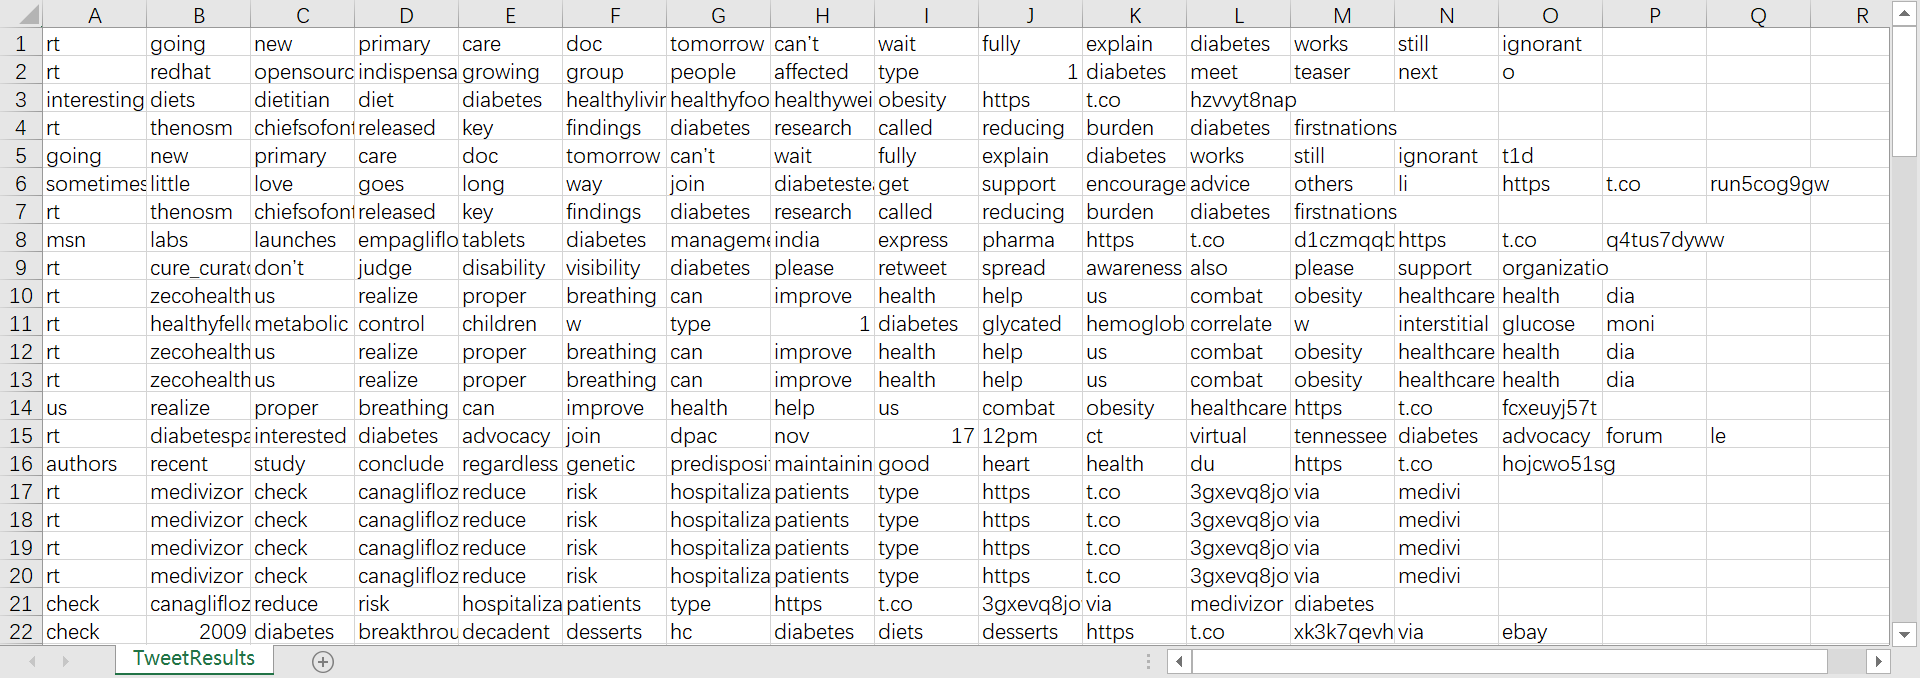 A B C D E F G H I J K L M N O P Q R
1 rt going new primary care doc tomorrow can't wait fully explain diabetes works still ignorant
2 rt redhat opensourc indispensa growing group people affected type 1 diabetes meet teaser next o
3 interesting diets dietitian diet diabetes healthylivir healthyfoo healthywei obesity https t.co hzvvyt8nap
4 rt thenosm chiefsofont released key findings diabetes research called reducing burden diabetes firstnations
5 going new primary care doc tomorrow can't wait fully explain diabetes works still ignorant t1d
6 sometimes little love goes long way join diabetestea get support encourage advice others li https t.co run5cog9gw
7 rt thenosm chiefsofont released key findings diabetes research called reducing burden diabetes firstnations
8 msn labs launches empagliflo tablets diabetes manageme india express pharma https t.co d1czmqqb https t.co q4tus7dyww
9 rt cure_curato don't judge disability visibility diabetes please retweet spread awareness also please support organizatio
10 rt zecohealth us realize proper breathing can improve health help us combat obesity healthcare health dia
11 rt healthyfello metabolic control children w type 1 diabetes glycated hemoglob correlate w interstitial glucose moni
12 rt zecohealth us realize proper breathing can improve health help us combat obesity healthcare health dia
13 rt zecohealth us realize proper breathing can improve health help us combat obesity healthcare health dia
14 us realize proper breathing can improve health help us combat obesity healthcare https t.co fcxeuyj57t
15 rt diabetespa interested diabetes advocacy join dpac nov 17 12pm ct virtual tennessee diabetes advocacy forum le
16 authors recent study conclude regardless genetic predisposi maintainin good heart health du https t.co hojcwo51sg
17 rt medivizor check canaglifloz reduce risk hospitaliza patients type https t.co 3gxevq8jo via medivi
18 rt medivizor check canaglifloz reduce risk hospitaliza patients type https t.co 3gxevq8jo via medivi
19 rt medivizor check canaglifloz reduce risk hospitaliza patients type https t.co 3gxevq8jo via medivi
20 rt medivizor check canaglifloz reduce risk hospitaliza patients type https t.co 3gxevq8jo via medivi
21 check canaglifloz reduce risk hospitaliza patients type https t.co 3gxevq8jo via medivizor diabetes
22 check 2009 diabetes breakthrou decadent desserts hc diabetes diets desserts https t.co xk3k7qevh via ebay
TweetResults